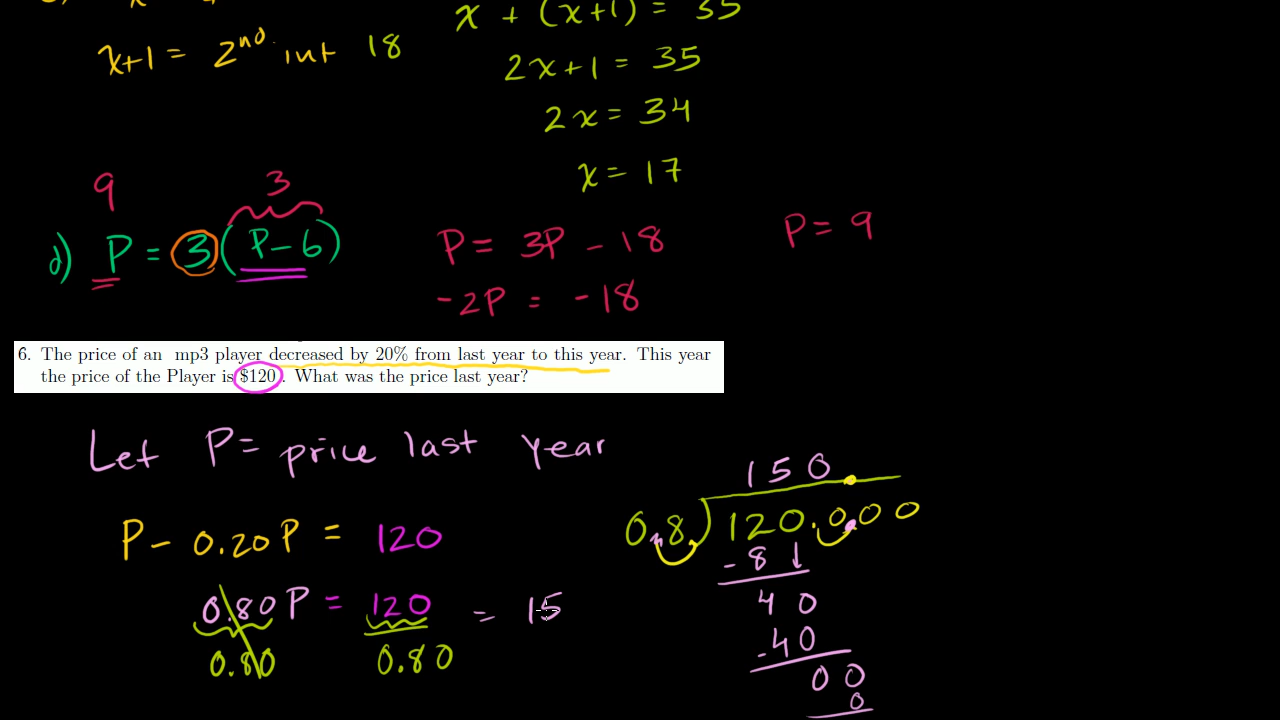 x + (x+1) = 35
x+1 = 2nd int 18
2x+1 = 35
2x = 34
x = 17
9 3
d) P = 3(P-6)
P = 3P - 18
P = 9
-2P = -18
6. The price of an mp3 player decreased by 20% from last year to this year. This year
the price of the Player is $120. What was the price last year?
Let P = price last year
P - 0.20P = 120
0.80P = 120 = 15
0.80 0.80
150.
0.8)120.000
-81
40
-40
00
0